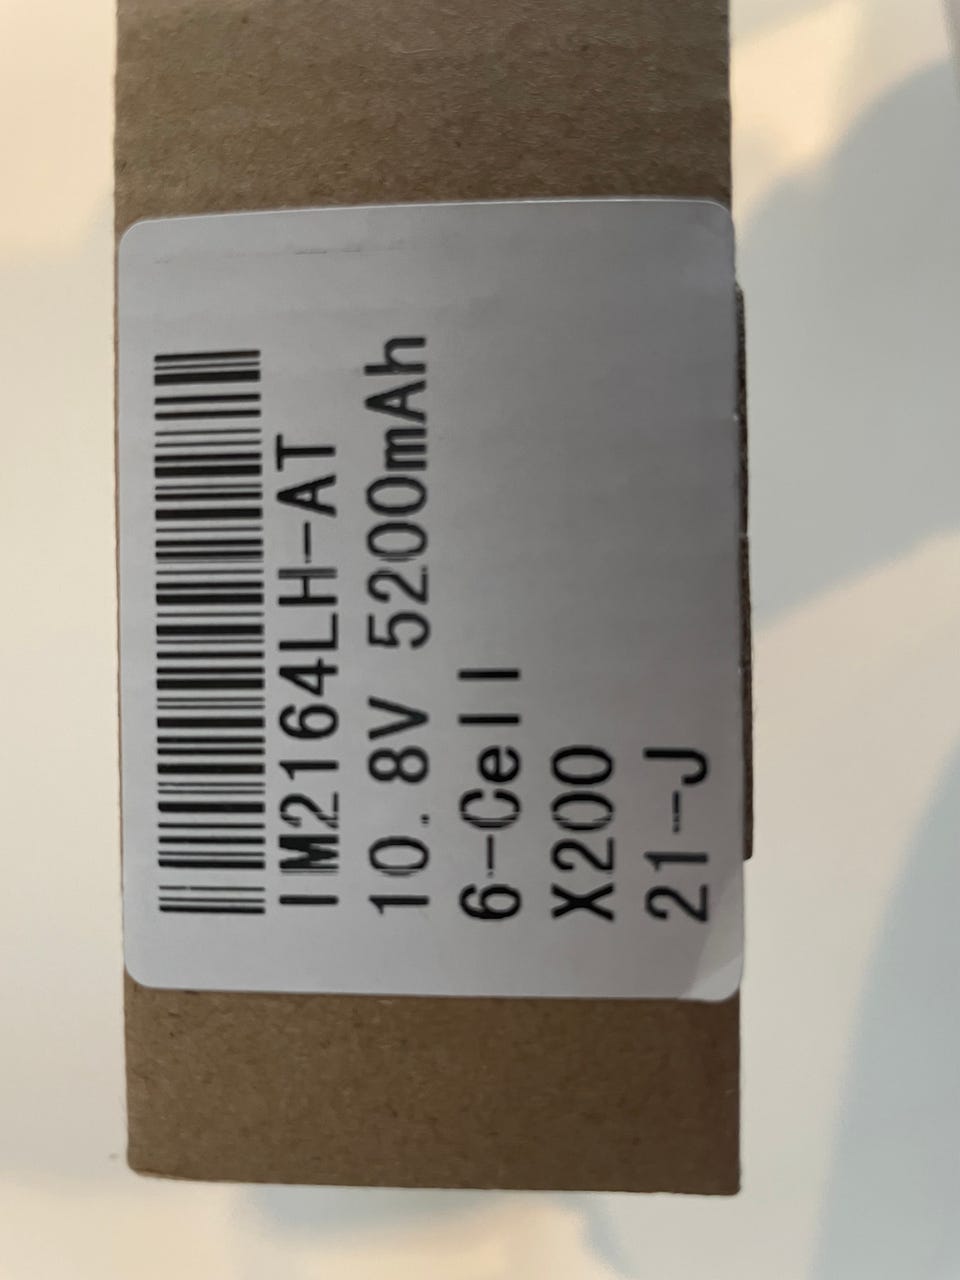 IM2164LH-AT
10.8V 5200mAh
6-Cell
X200
21-J